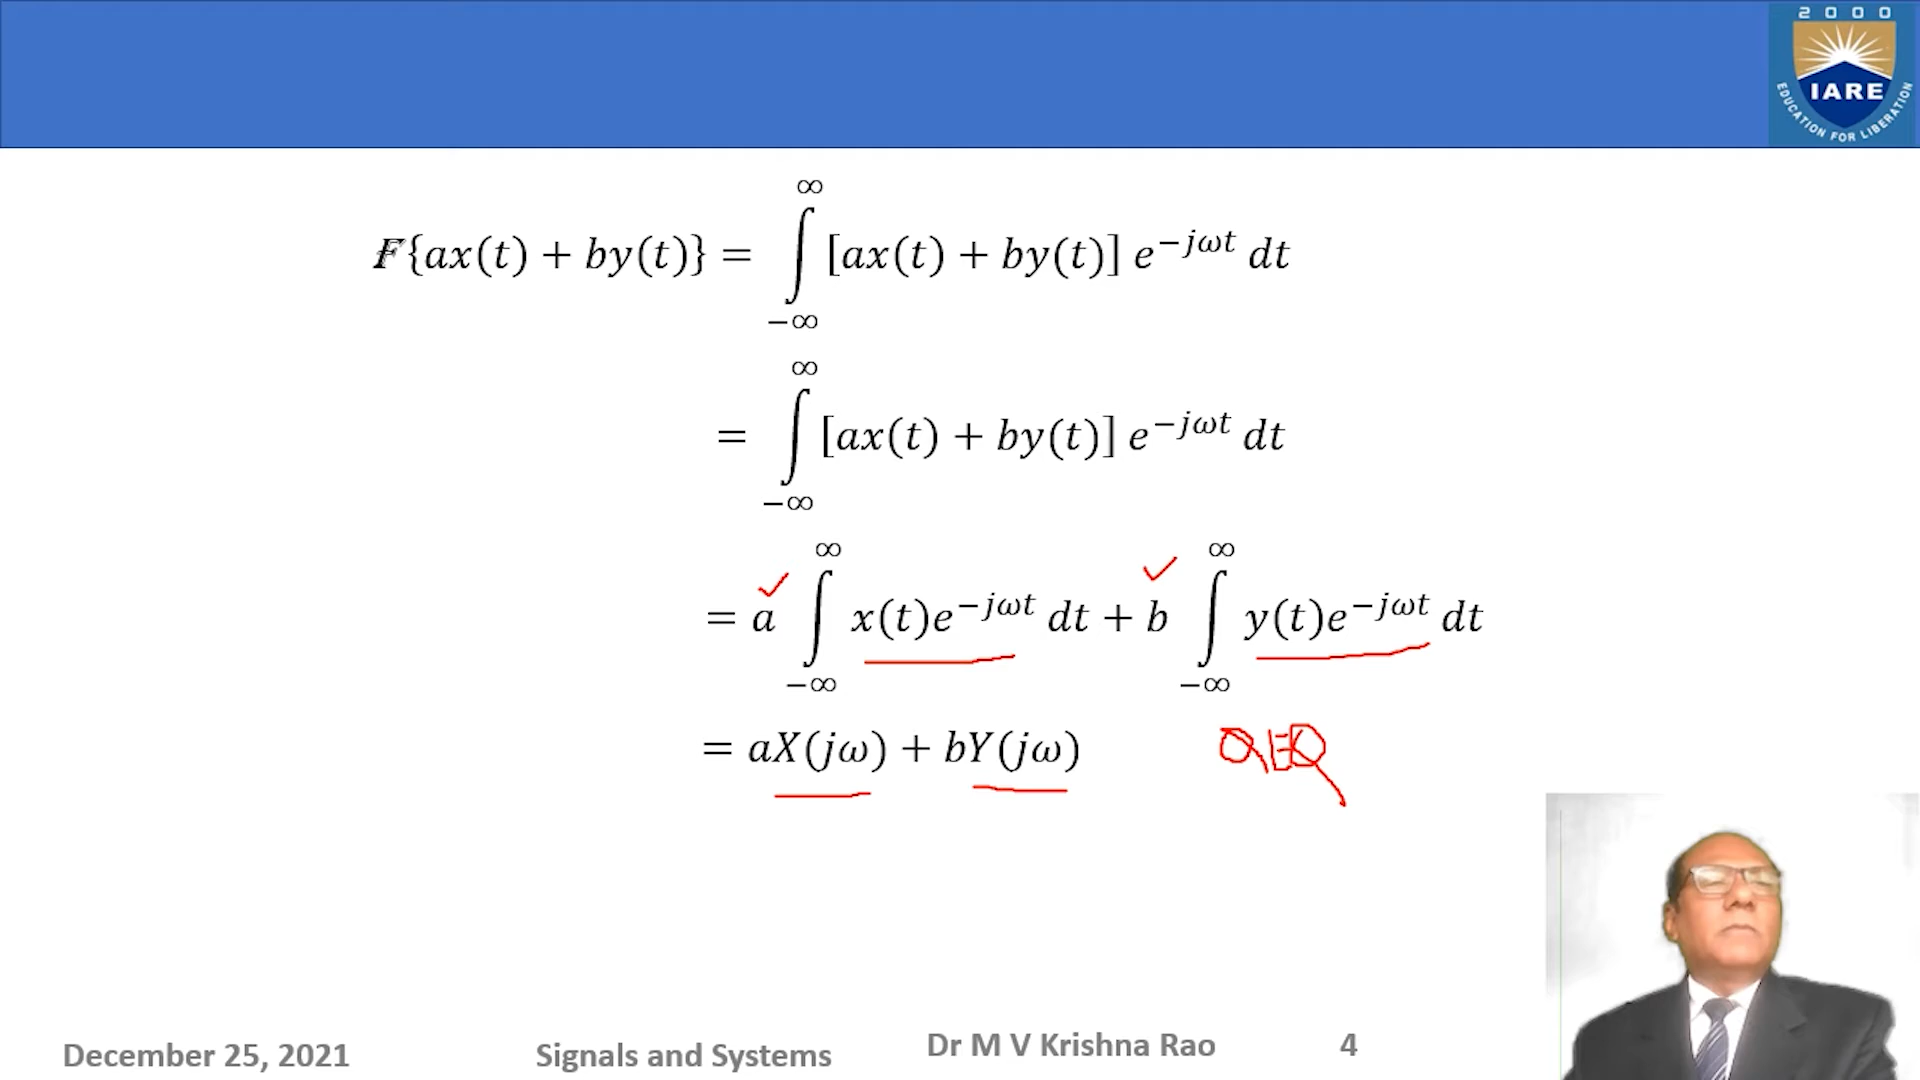 2000
IARE
EDUCATION FOR LIBERATION
F{ax(t) + by(t)} = ∫_{−∞}^{∞} [ax(t) + by(t)] e^{−jωt} dt
= ∫_{−∞}^{∞} [ax(t) + by(t)] e^{−jωt} dt
= a ∫_{−∞}^{∞} x(t)e^{−jωt} dt + b ∫_{−∞}^{∞} y(t)e^{−jωt} dt
= aX(jω) + bY(jω)
December 25, 2021 Signals and Systems Dr M V Krishna Rao 4